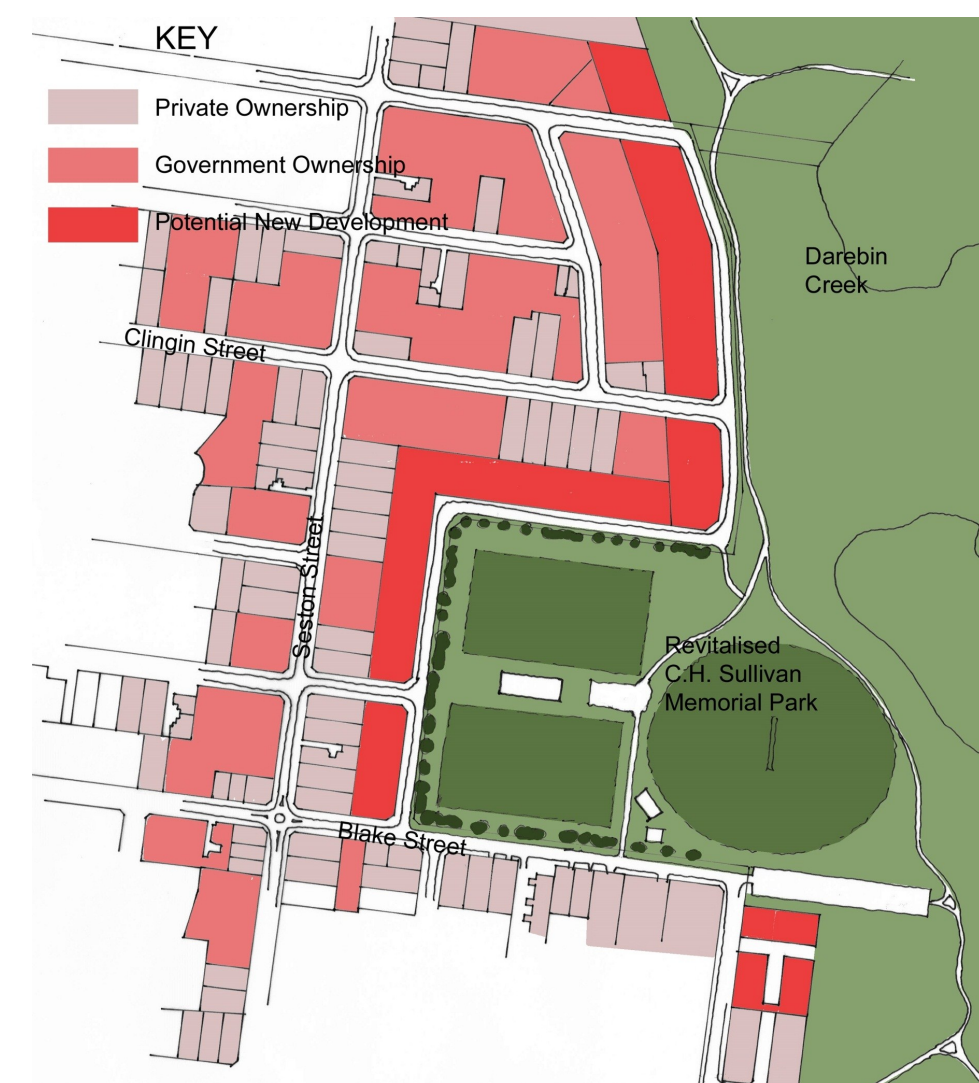 KEY
Private Ownership
Government Ownership
Potential New Development
Darebin
Creek
Clingin Street
Seston Street
Revitalised
C.H. Sullivan
Memorial Park
Blake Street